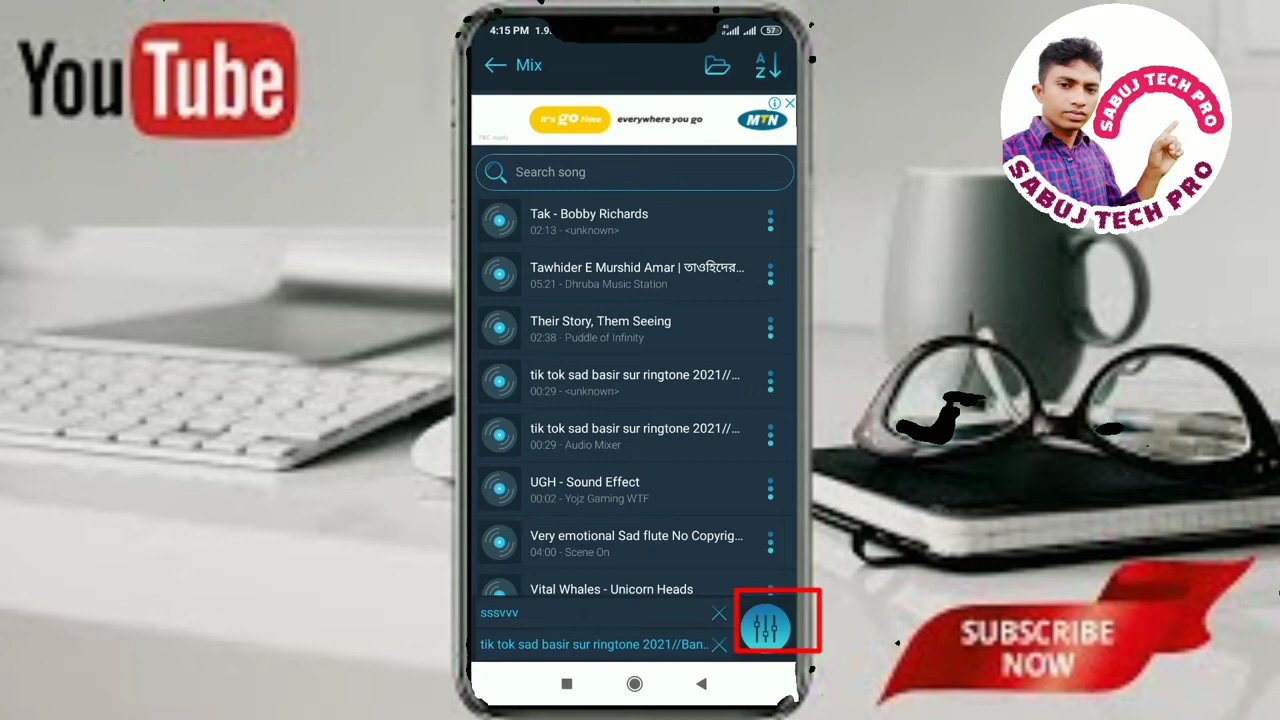 YouTube
4:15 PM 1.9.
4G
57
Mix
A
Z
it's go time
everywhere you go
MTN
T&C apply
Search song
Tak - Bobby Richards
02:13 - <unknown>
Tawhider E Murshid Amar | তাওহিদের...
05:21 - Dhruba Music Station
Their Story, Them Seeing
02:38 - Puddle of Infinity
tik tok sad basir sur ringtone 2021//...
00:29 - <unknown>
tik tok sad basir sur ringtone 2021//...
00:29 - Audio Mixer
UGH - Sound Effect
00:02 - Yojz Gaming WTF
Very emotional Sad flute No Copyrig...
04:00 - Scene On
Vital Whales - Unicorn Heads
sssvvv
tik tok sad basir sur ringtone 2021//Ban..
SABUJ TECH PRO
SABUJ TECH PRO
SUBSCRIBE
NOW